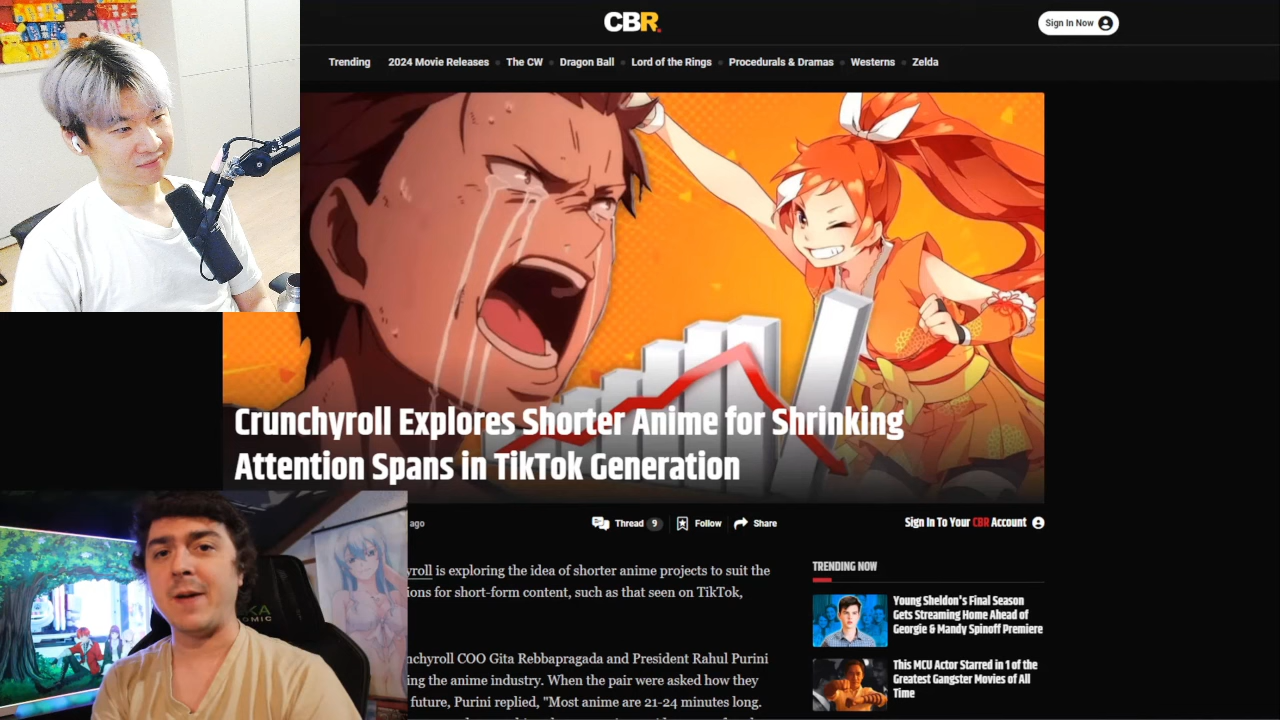 CBR.
Sign In Now
Trending
2024 Movie Releases
The CW
Dragon Ball
Lord of the Rings
Procedurals & Dramas
Westerns
Zelda
Crunchyroll Explores Shorter Anime for Shrinking
Attention Spans in TikTok Generation
ago
Thread 9
Follow
Share
Sign In To Your CBR Account
yroll is exploring the idea of shorter anime projects to suit the
ions for short-form content, such as that seen on TikTok,
nchyroll COO Gita Rebbapragada and President Rahul Purini
ing the anime industry. When the pair were asked how they
future, Purini replied, "Most anime are 21-24 minutes long.
TRENDING NOW
Young Sheldon's Final Season
Gets Streaming Home Ahead of
Georgie & Mandy Spinoff Premiere
This MCU Actor Starred in 1 of the
Greatest Gangster Movies of All
Time